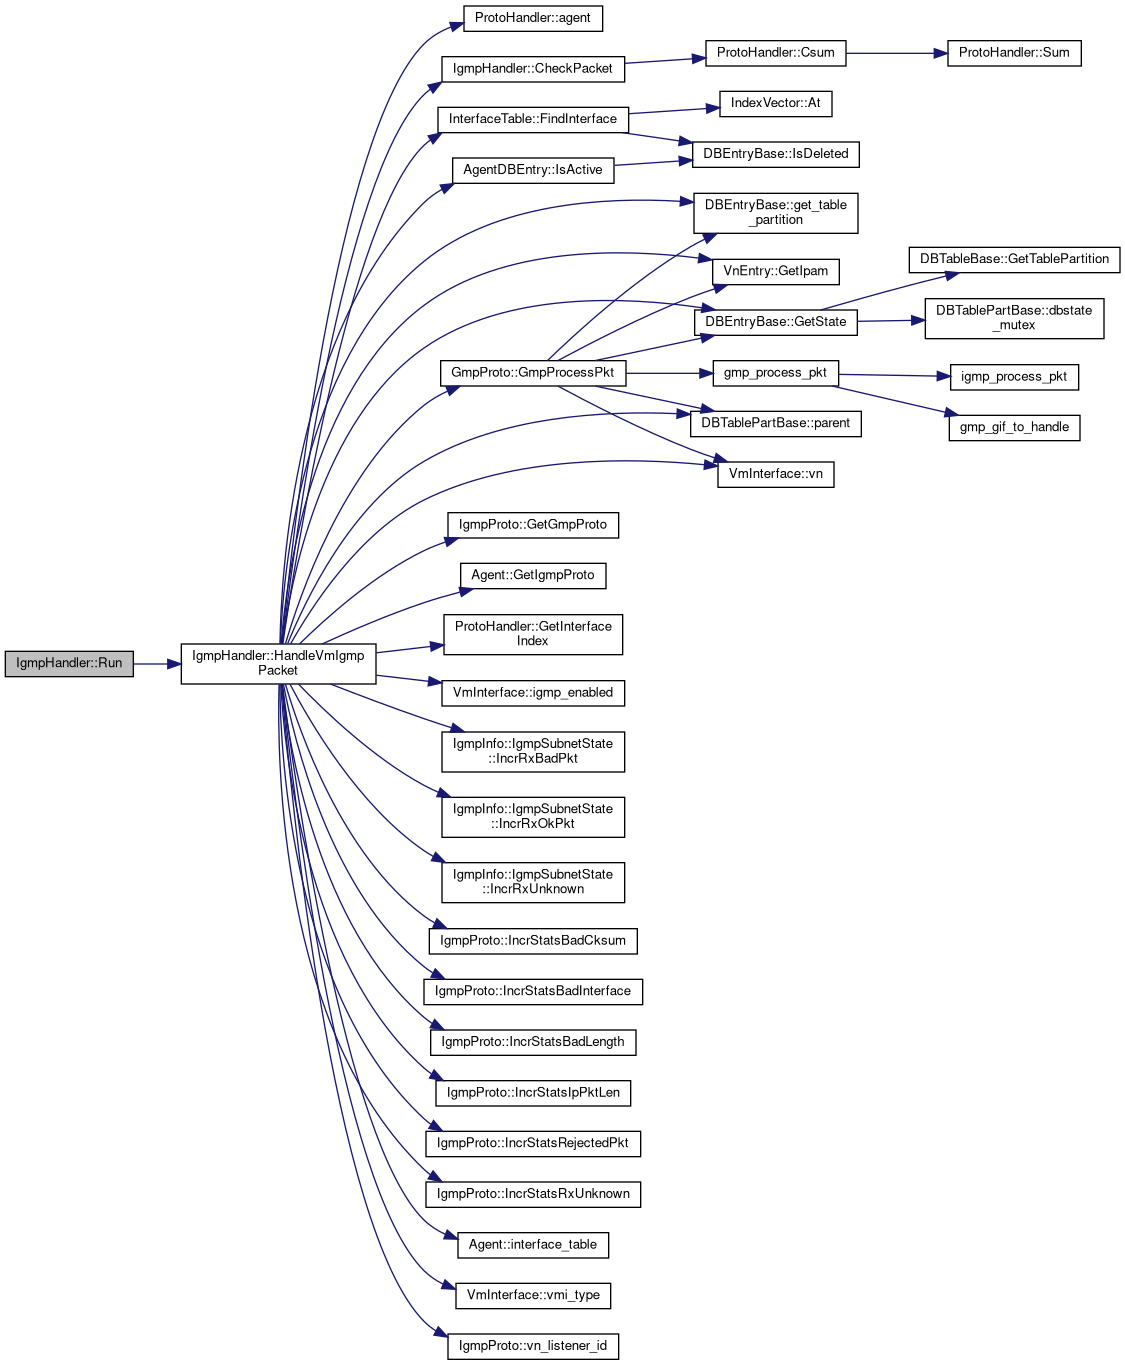 ProtoHandler::agent
IgmpHandler::CheckPacket
ProtoHandler::Csum
ProtoHandler::Sum
InterfaceTable::FindInterface
IndexVector::At
DBEntryBase::IsDeleted
AgentDBEntry::IsActive
DBEntryBase::get_table
_partition
VnEntry::GetIpam
DBTableBase::GetTablePartition
DBEntryBase::GetState
DBTablePartBase::dbstate
_mutex
GmpProto::GmpProcessPkt
gmp_process_pkt
igmp_process_pkt
DBTablePartBase::parent
gmp_gif_to_handle
VmInterface::vn
IgmpProto::GetGmpProto
Agent::GetIgmpProto
ProtoHandler::GetInterface
Index
IgmpHandler::Run
IgmpHandler::HandleVmIgmp
Packet
VmInterface::igmp_enabled
IgmpInfo::IgmpSubnetState
::IncrRxBadPkt
IgmpInfo::IgmpSubnetState
::IncrRxOkPkt
IgmpInfo::IgmpSubnetState
::IncrRxUnknown
IgmpProto::IncrStatsBadCksum
IgmpProto::IncrStatsBadInterface
IgmpProto::IncrStatsBadLength
IgmpProto::IncrStatsIpPktLen
IgmpProto::IncrStatsRejectedPkt
IgmpProto::IncrStatsRxUnknown
Agent::interface_table
VmInterface::vmi_type
IgmpProto::vn_listener_id